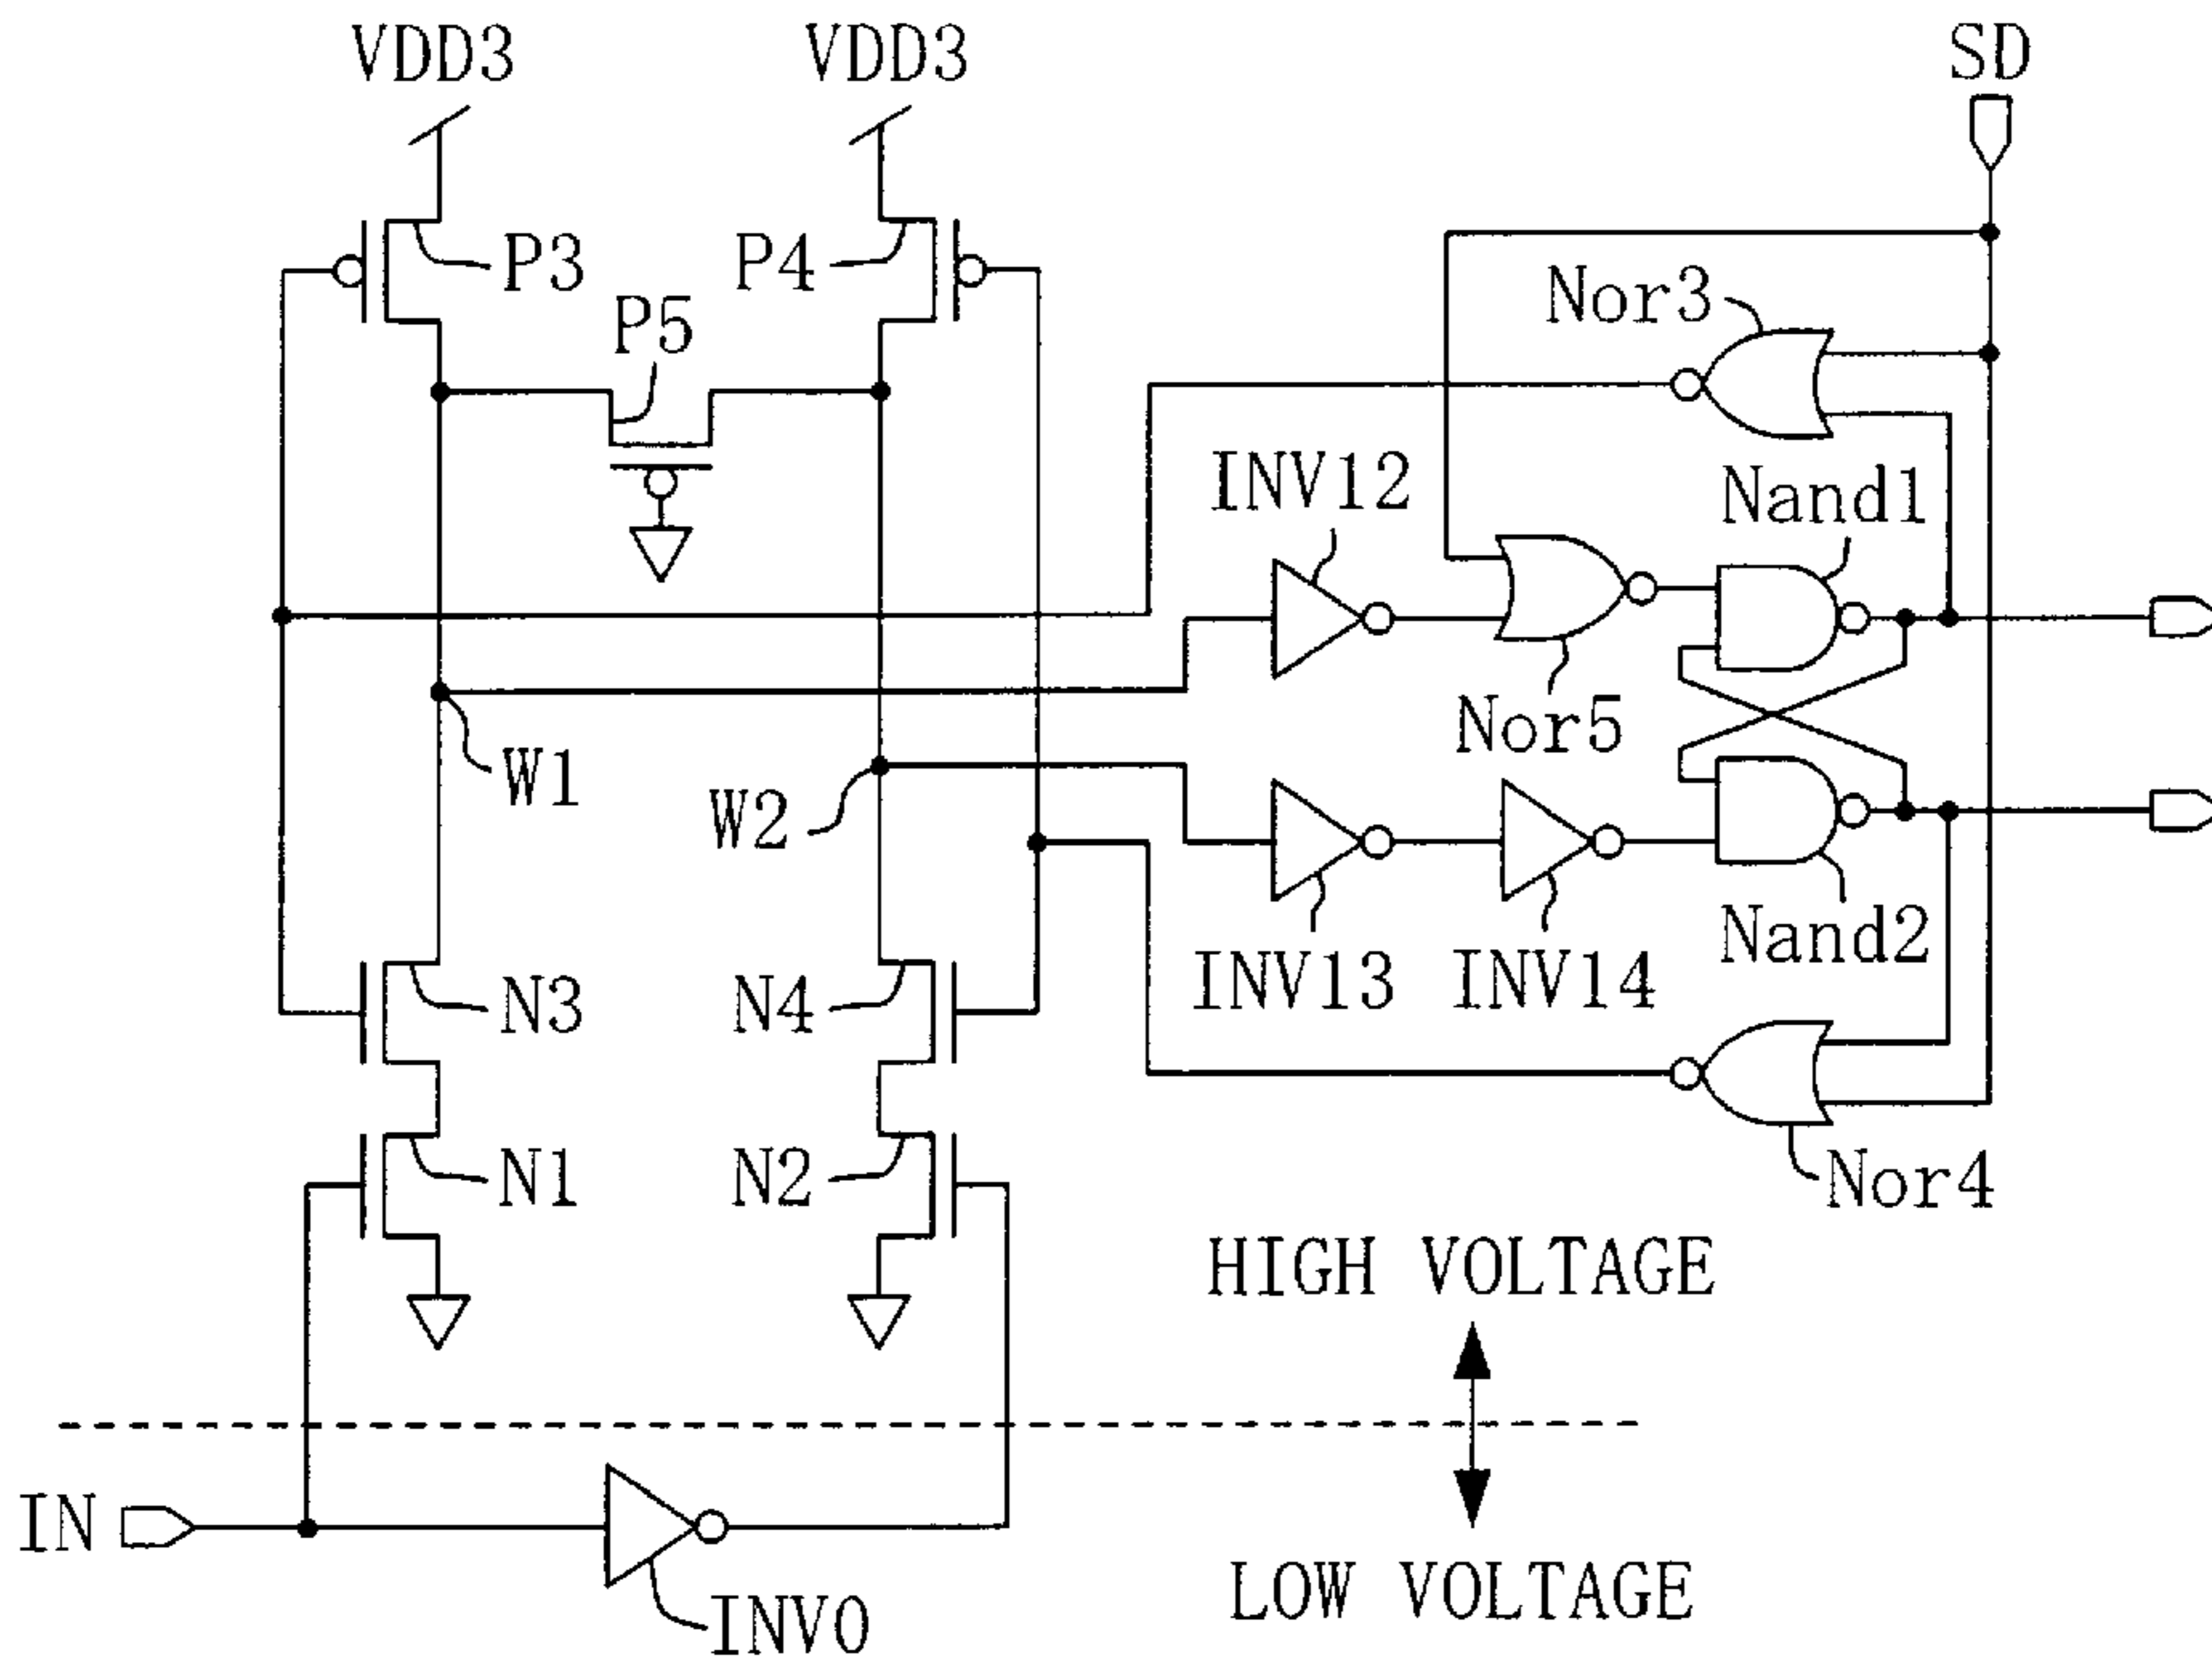 VDD3 VDD3 SD
P3 P4
P5
Nor3
INV12
Nand1
Nor5
W1
W2
Nand2
INV13 INV14
N3 N4
N1 N2
Nor4
HIGH VOLTAGE
IN
LOW VOLTAGE
INV0